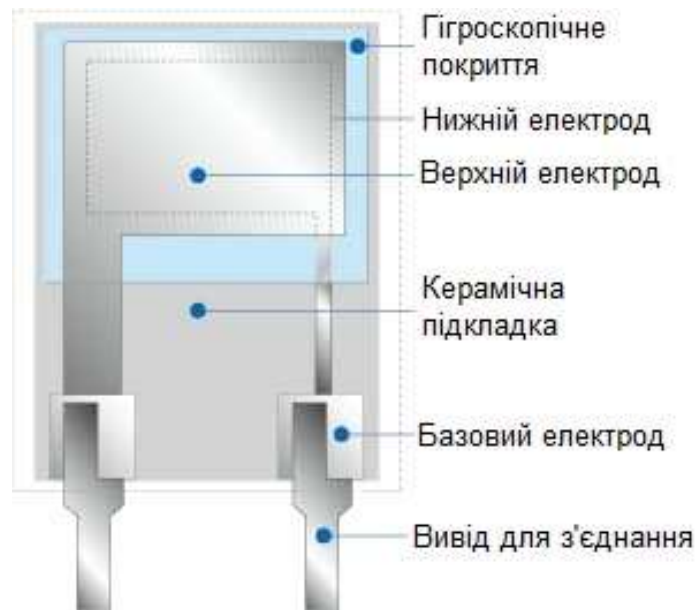 Гігроскопічне
покриття
Нижній електрод
Верхній електрод
Керамічна
підкладка
Базовий електрод
Вивід для з'єднання